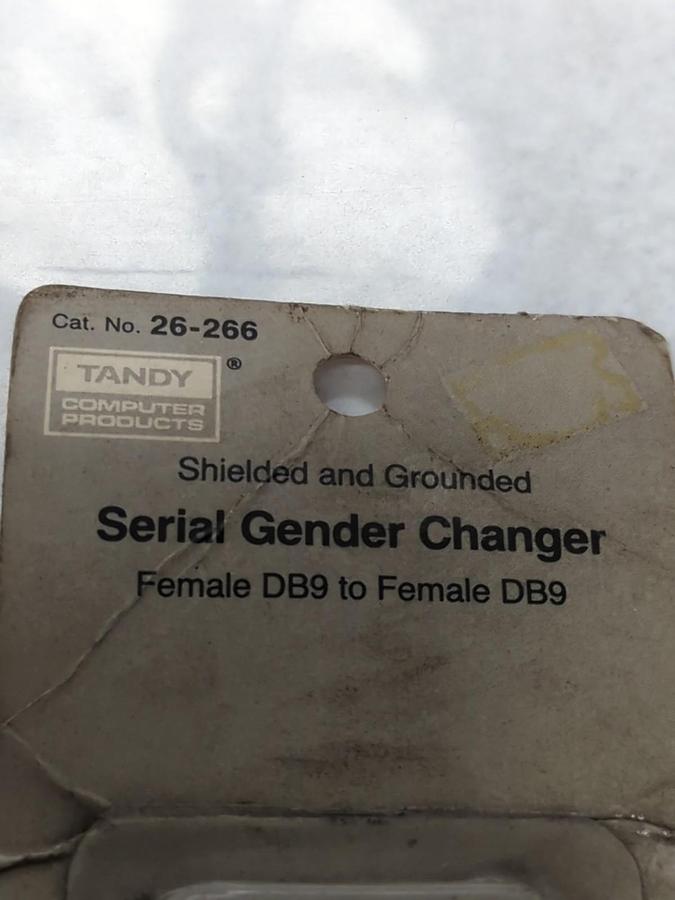 Cat. No. 26-266
TANDY®
COMPUTER
PRODUCTS
Shielded and Grounded
Serial Gender Changer
Female DB9 to Female DB9